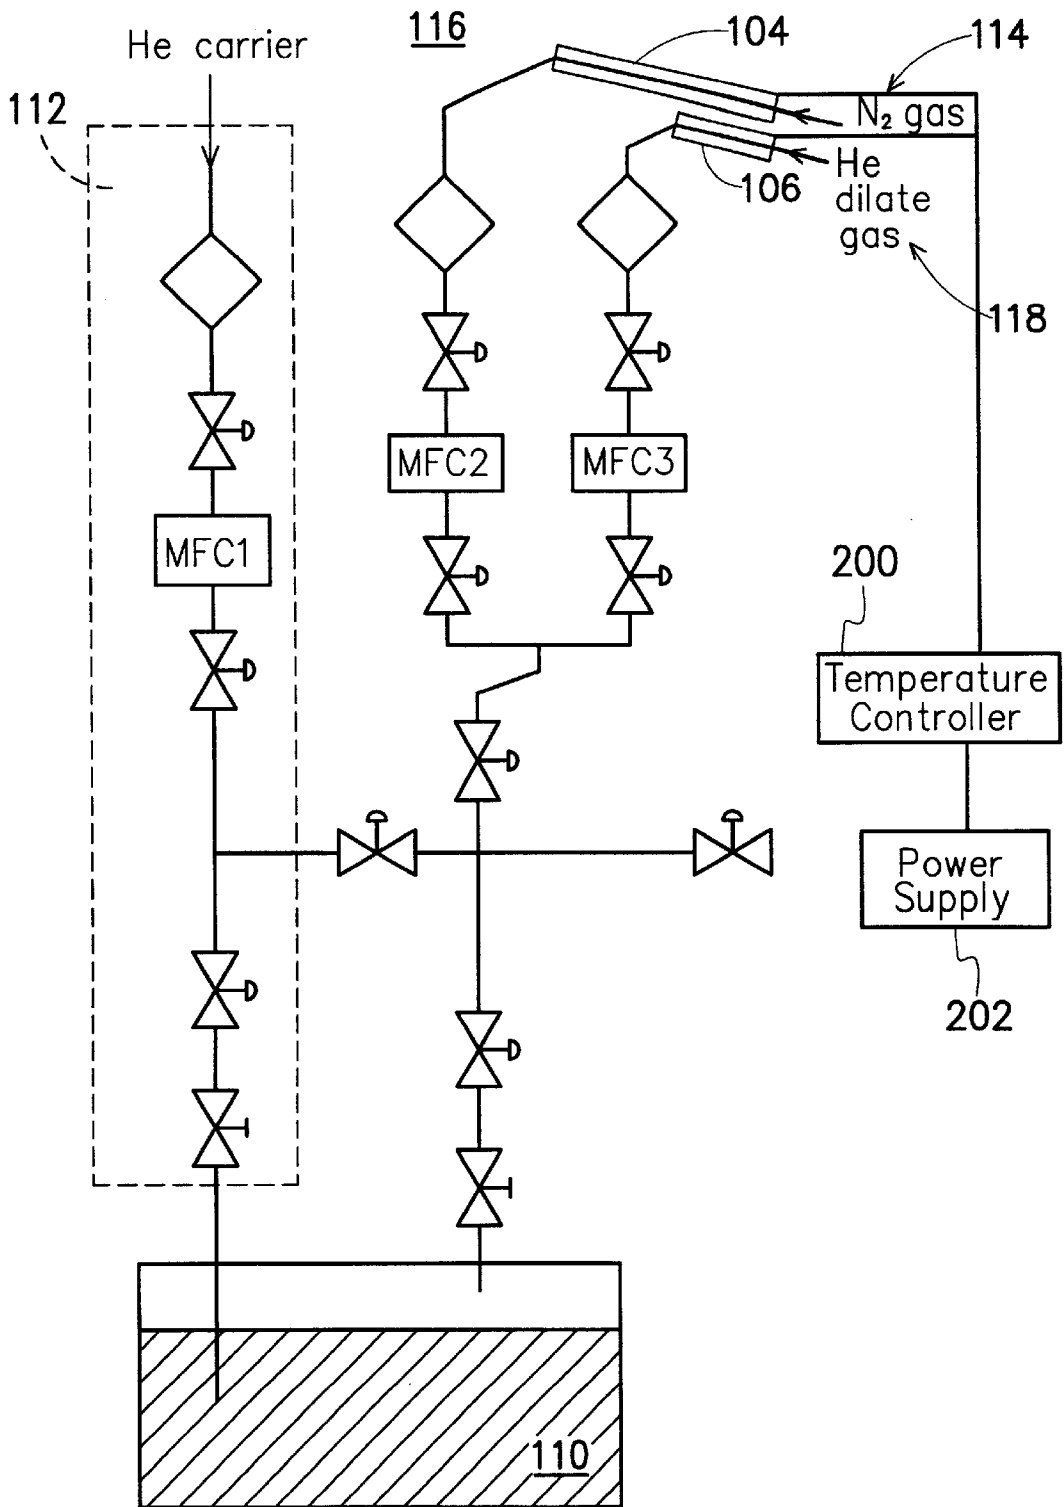 116
104
114
He carrier
112
N₂ gas
106
He
dilate
gas
118
MFC2
MFC3
MFC1
200
Temperature
Controller
Power
Supply
202
110